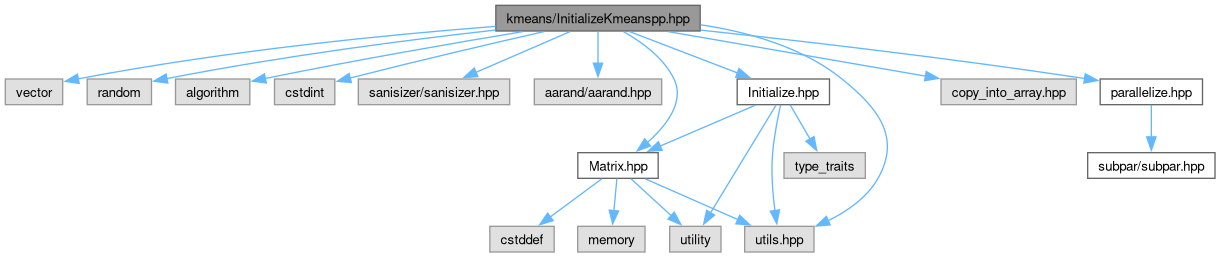 kmeans/InitializeKmeanspp.hpp
vector
random
algorithm
cstdint
sanisizer/sanisizer.hpp
aarand/aarand.hpp
Initialize.hpp
copy_into_array.hpp
parallelize.hpp
Matrix.hpp
type_traits
subpar/subpar.hpp
cstddef
memory
utility
utils.hpp